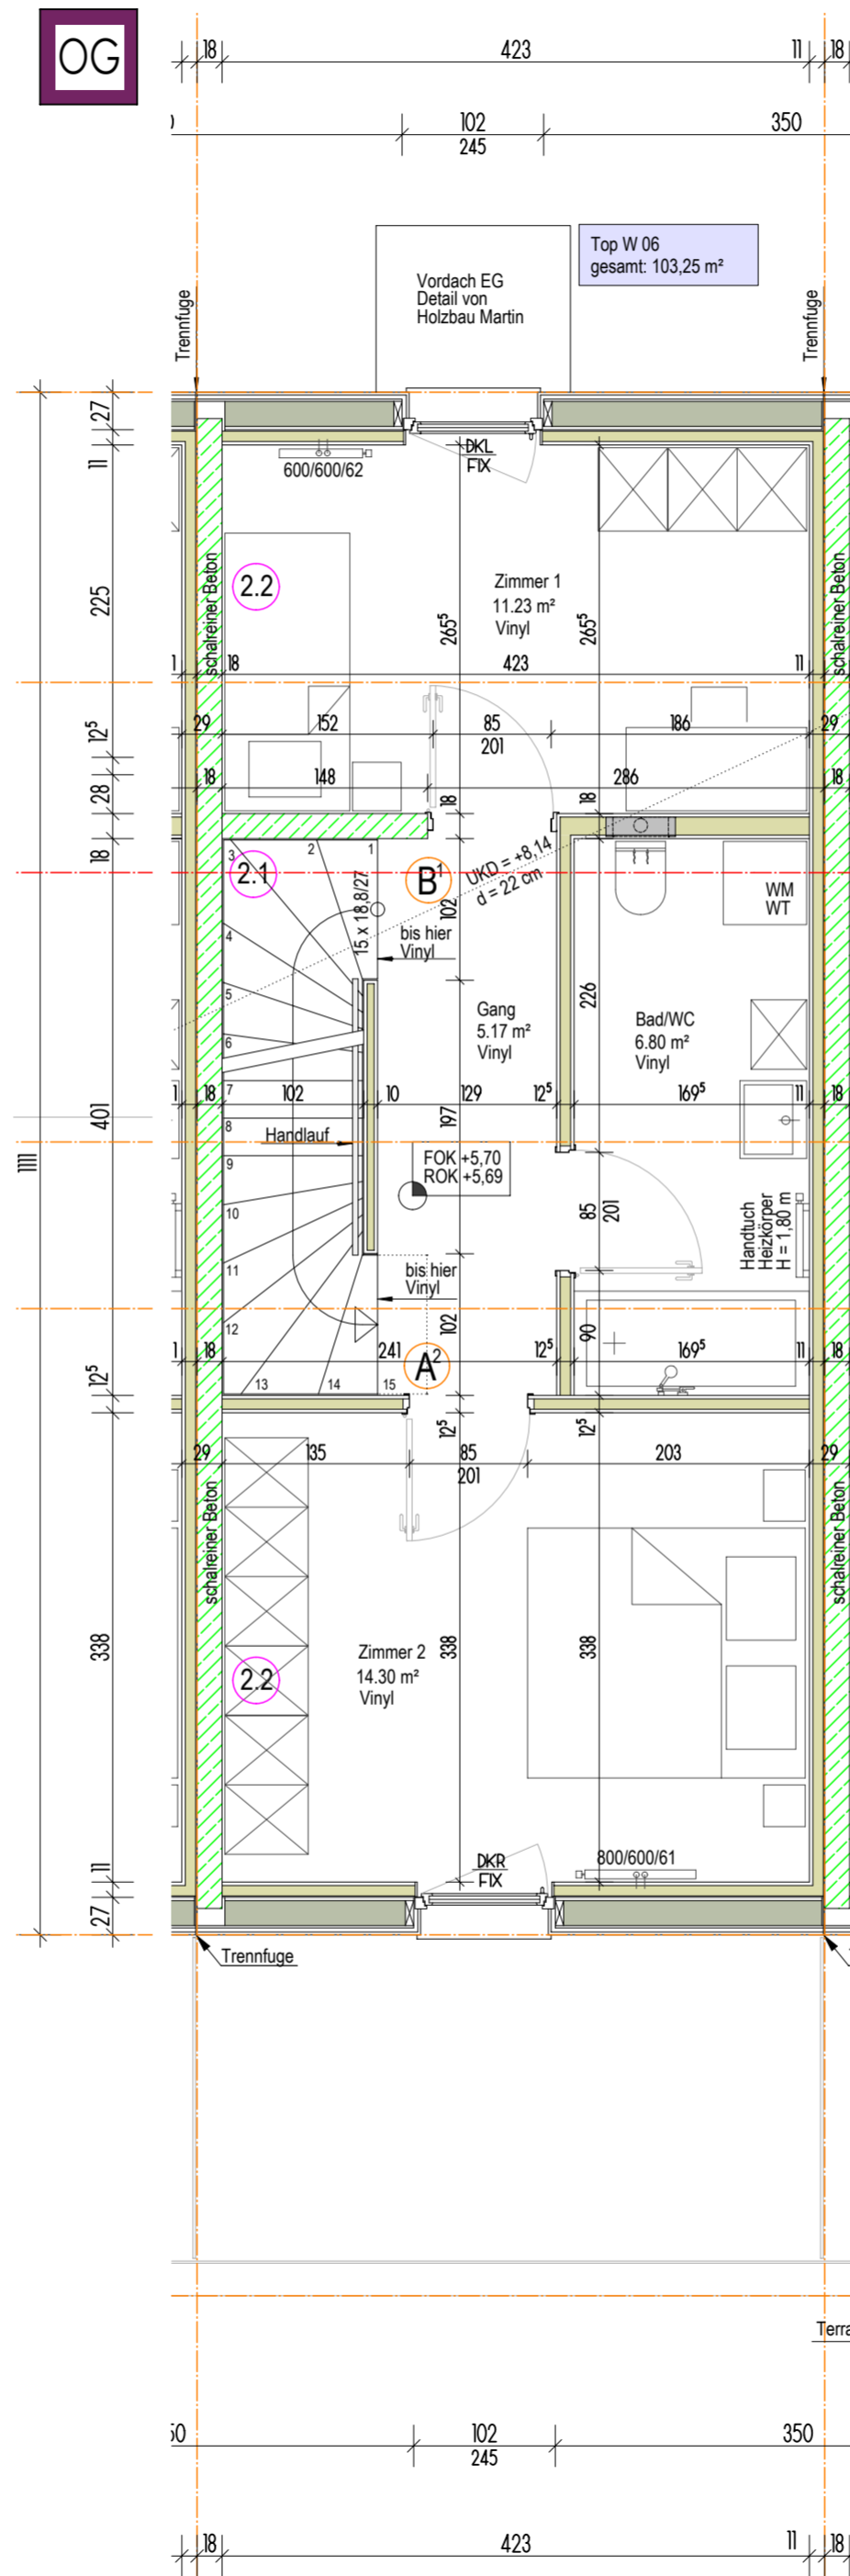 OG
18 423 11 18
102 350
245
Top W 06
gesamt: 103,25 m²
Vordach EG
Detail von
Holzbau Martin
Trennfuge
Trennfuge
27
11
225
12⁵
28
18
401
1111
12⁵
338
11
27
DKL
FIX
600/600/62
2.2
schalreiner Beton
schalreiner Beton
Zimmer 1
11.23 m²
Vinyl
265⁵
265⁵
1 18 423 11
29 152 85 186 29
201
18 148 286 18
18
18
2.1
3 2 1
15 x 18,8/27
B¹
UKD = +8,14
d = 22 cm
102
WM
WT
4
bis hier
Vinyl
5
226
Gang
5.17 m²
Vinyl
Bad/WC
6.80 m²
Vinyl
6
7
1 18 102 10 129 12⁵ 169⁵ 11 18
197
8
Handlauf
9
FOK +5,70
ROK +5,69
10
85
201
Handtuch
Heizkörper
H = 1,80 m
11
bis hier
Vinyl
12
102
90
1 18 241 12⁵ 169⁵ 11 18
A²
13 14 15
12⁵
12⁵
29 135 85 203 29
201
schalreiner Beton
schalreiner Beton
338
338
Zimmer 2
14.30 m²
Vinyl
2.2
DKR
FIX
800/600/61
Trennfuge
Terra
50 102 350
245
18 423 11 18